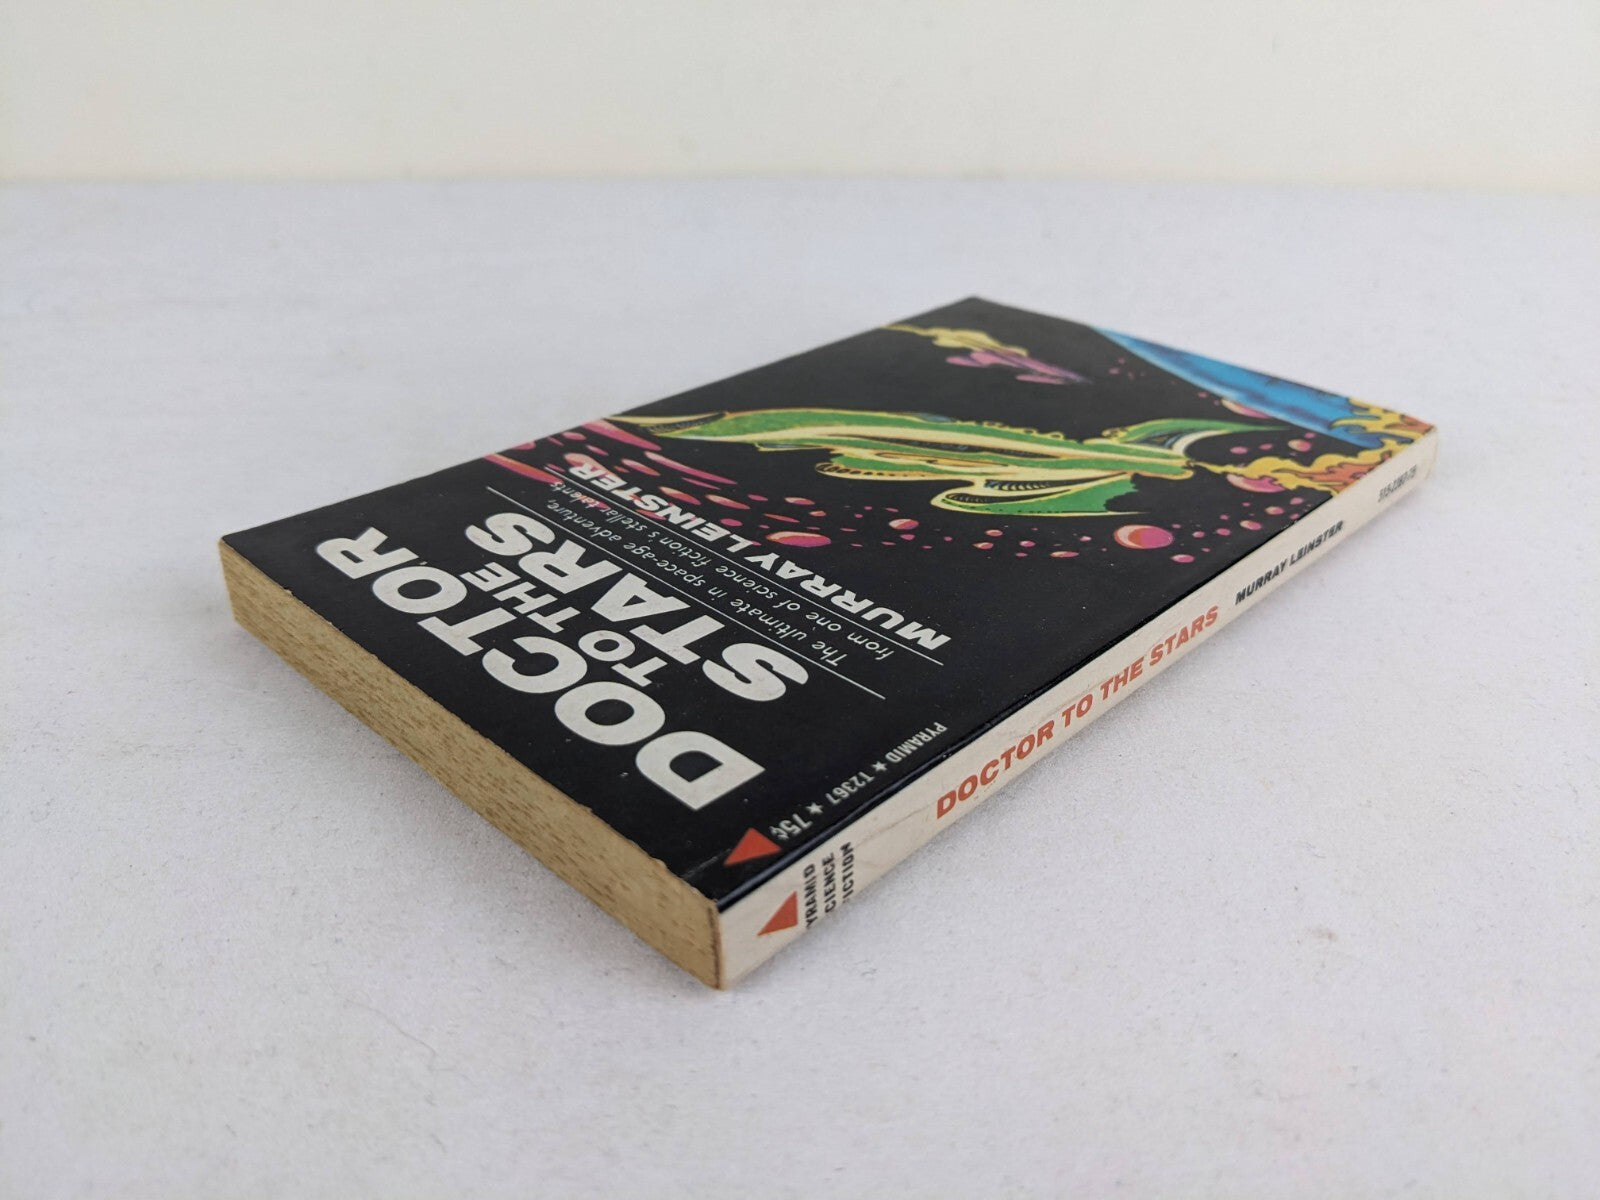 DOCTOR
TO THE
STARS
The ultimate in space-age adventure,
from one of science fiction's stellar talents
MURRAY LEINSTER
PYRAMID ★ T2367 ★ 75¢
PYRAMID
SCIENCE
FICTION
DOCTOR TO THE STARS
MURRAY LEINSTER